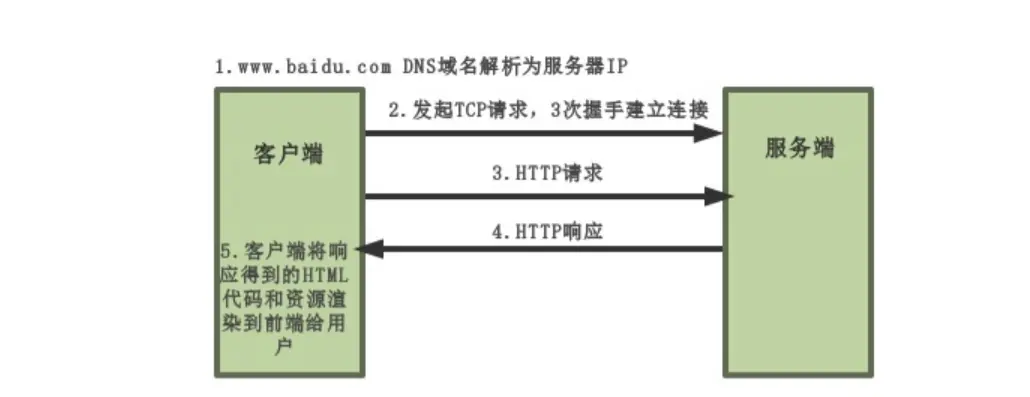 1.www.baidu.com DNS域名解析为服务器IP
2.发起TCP请求，3次握手建立连接
客户端
服务端
3.HTTP请求
4.HTTP响应
5.客户端将响
应得到的HTML
代码和资源渲
染到前端给用
户